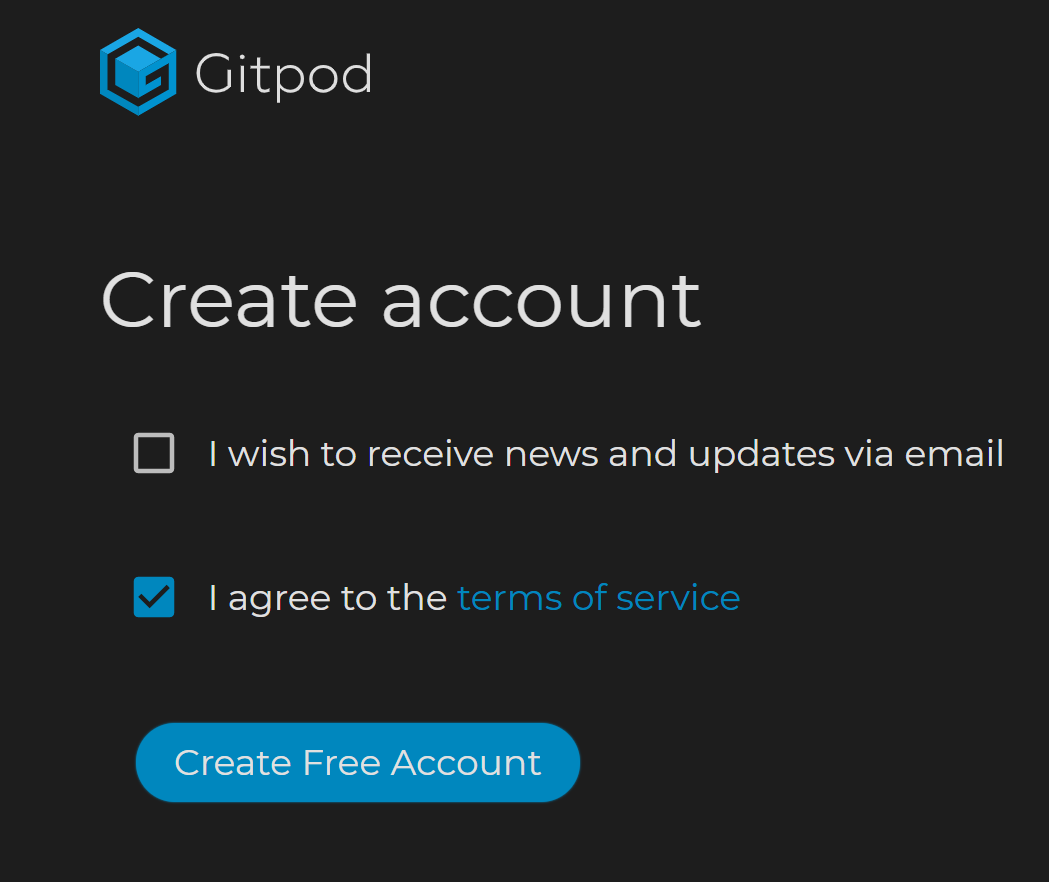 Gitpod
Create account
I wish to receive news and updates via email
I agree to the terms of service
Create Free Account